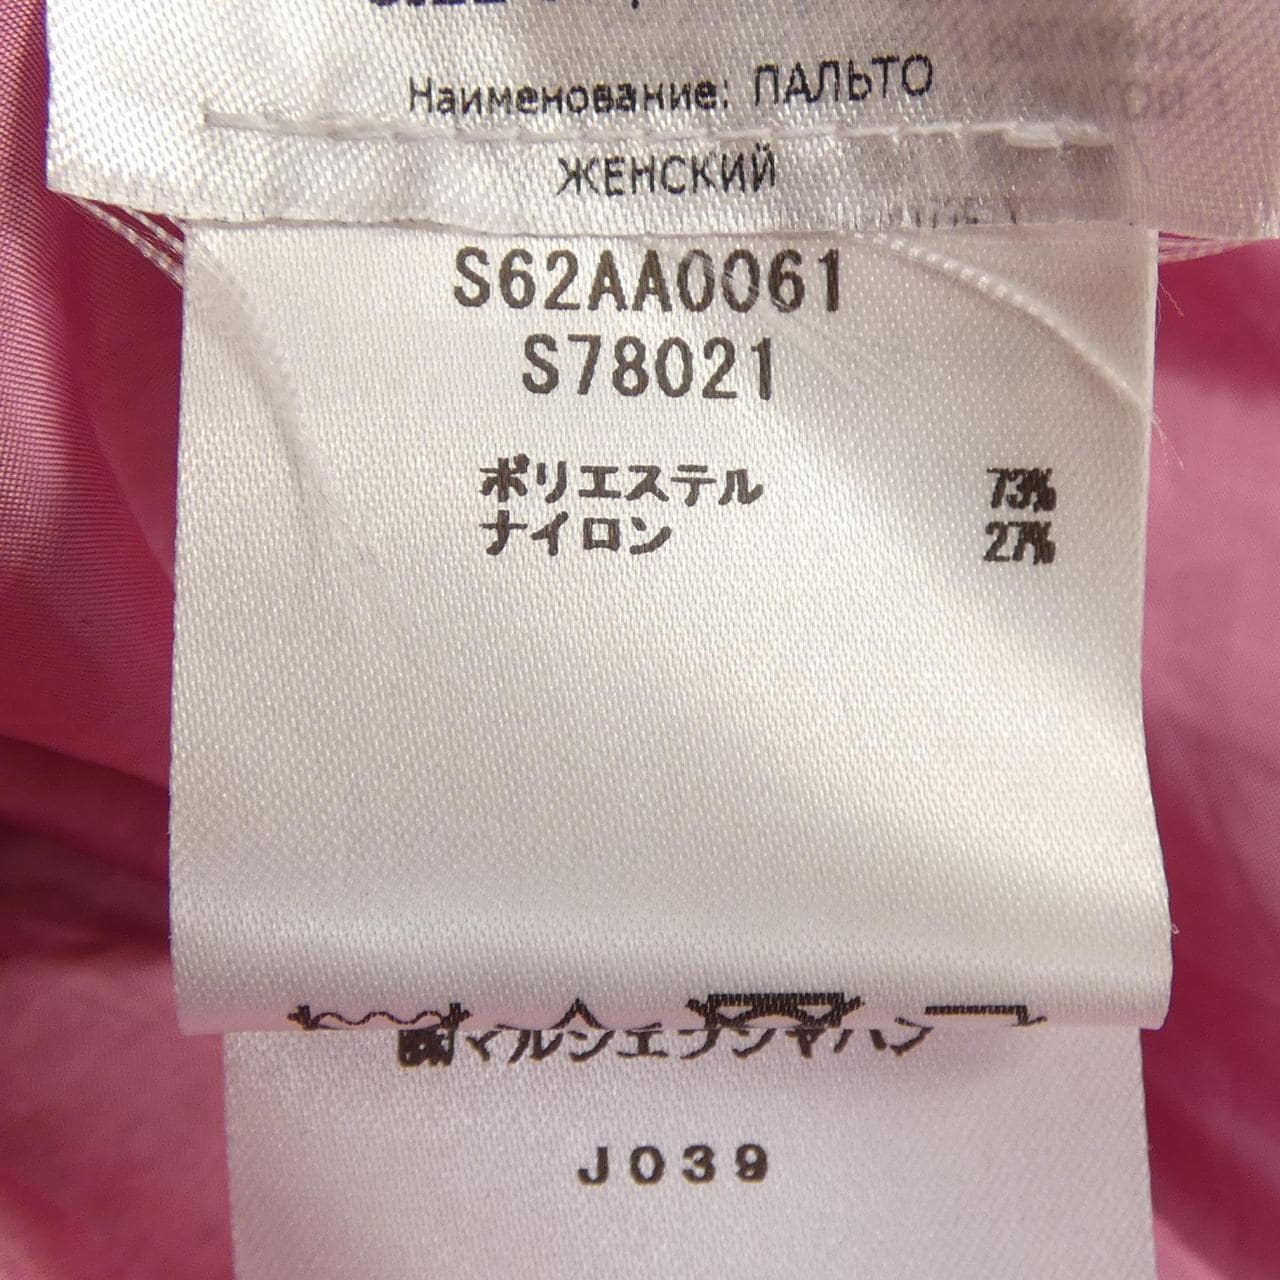 Наименование: ПАЛЬТО
ЖЕНСКИЙ
S62AA0061
S78021
ポリエステル 73%
ナイロン 27%
J039